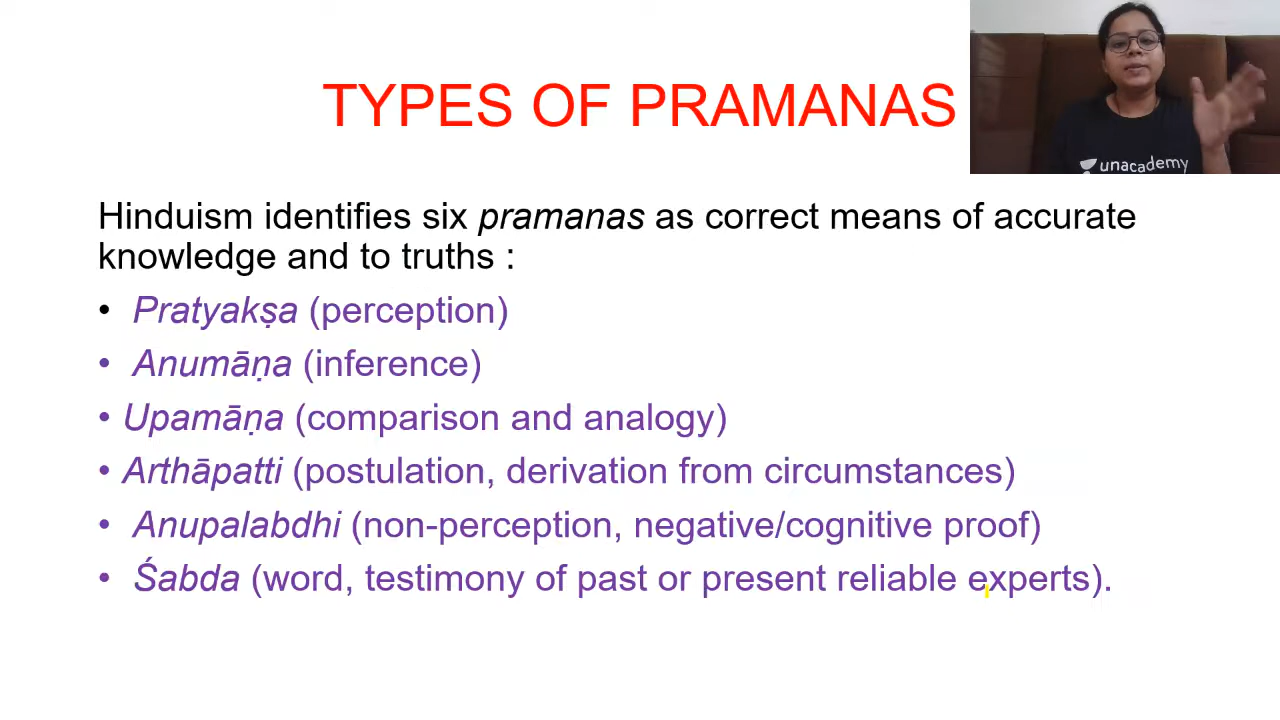 TYPES OF PRAMANAS
unacademy
Hinduism identifies six pramanas as correct means of accurate
knowledge and to truths :
• Pratyakṣa (perception)
• Anumāṇa (inference)
• Upamāṇa (comparison and analogy)
• Arthāpatti (postulation, derivation from circumstances)
• Anupalabdhi (non-perception, negative/cognitive proof)
• Śabda (word, testimony of past or present reliable experts).